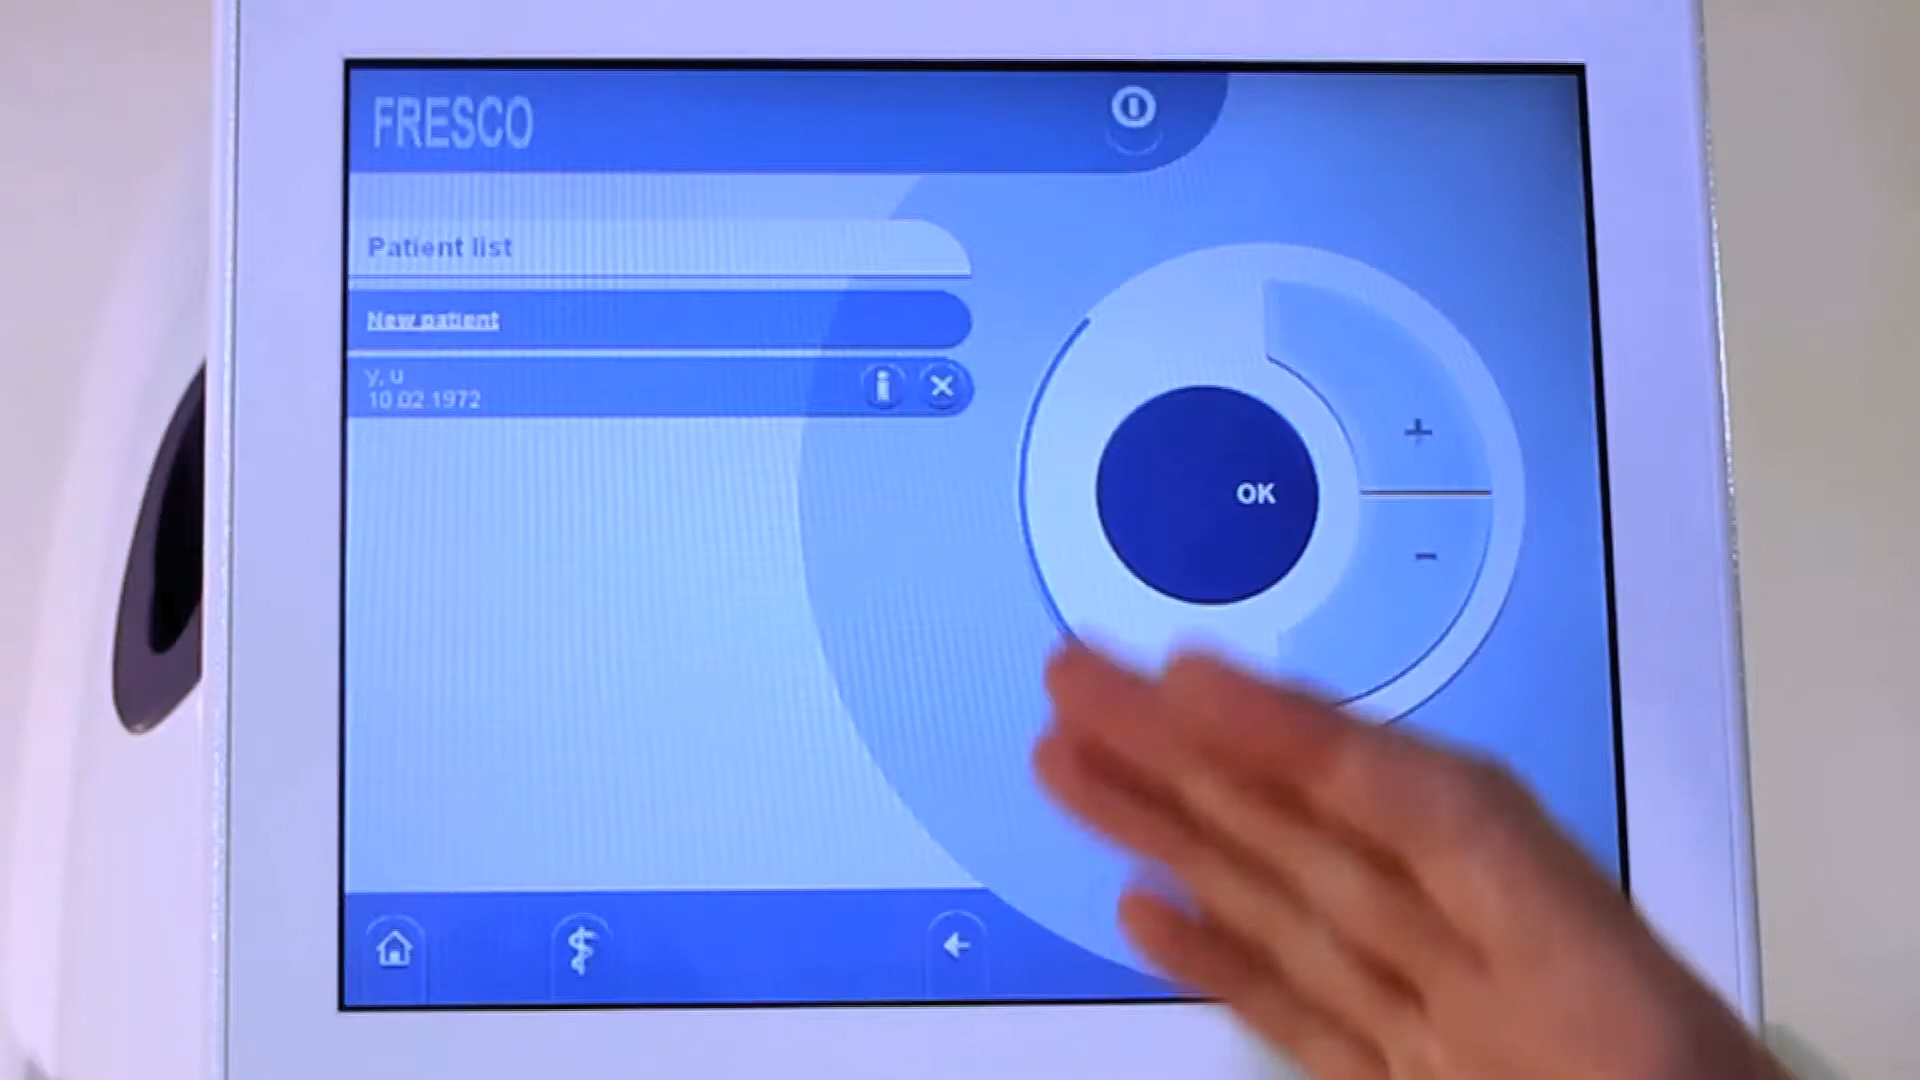 FRESCO
Patient list
New patient
y, u
10.02.1972
OK
+
-